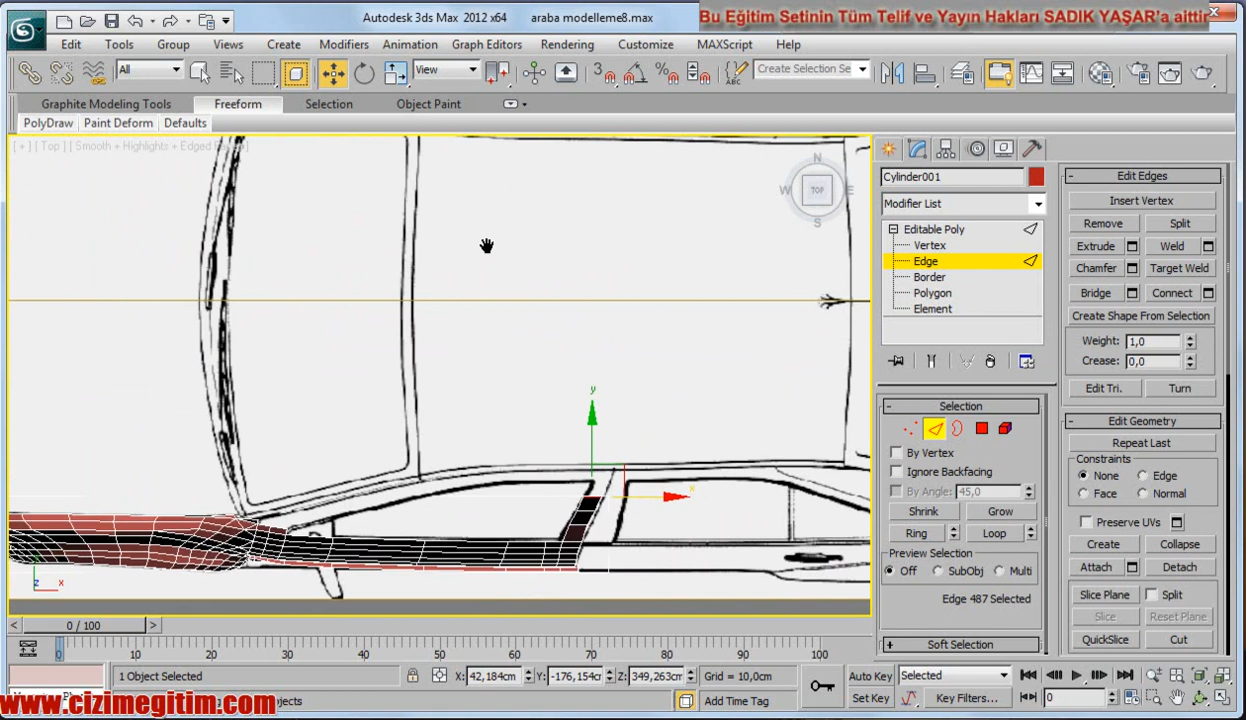 Autodesk 3ds Max 2012 x64 araba modelleme8.max
Bu Eğitim Setinin Tüm Telif ve Yayın Hakları SADIK YAŞAR'a aittir
Edit Tools Group Views Create Modifiers Animation Graph Editors Rendering Customize MAXScript Help
All View 3 Create Selection Se
Graphite Modeling Tools Freeform Selection Object Paint
PolyDraw Paint Deform Defaults
[ + ] [ Top ] [ Smooth + Highlights + Edged
N
W TOP E
S
y
x
z x
Cylinder001
Modifier List
Editable Poly
Vertex
Edge
Border
Polygon
Element
Selection
By Vertex
Ignore Backfacing
By Angle: 45,0
Shrink Grow
Ring Loop
Preview Selection
Off SubObj Multi
Edge 487 Selected
Soft Selection
Edit Edges
Insert Vertex
Remove Split
Extrude Weld
Chamfer Target Weld
Bridge Connect
Create Shape From Selection
Weight: 1,0
Crease: 0,0
Edit Tri. Turn
Edit Geometry
Repeat Last
Constraints
None Edge
Face Normal
Preserve UVs
Create Collapse
Attach Detach
Slice Plane Split
Slice Reset Plane
QuickSlice Cut
0 / 100
0 10 20 30 40 50 60 70 80 90 100
1 Object Selected X: 42,184cm Y: -176,154cm Z: 349,263cm Grid = 10,0cm Auto Key Selected
Add Time Tag Set Key Key Filters... 0
www.cizimegitim.com